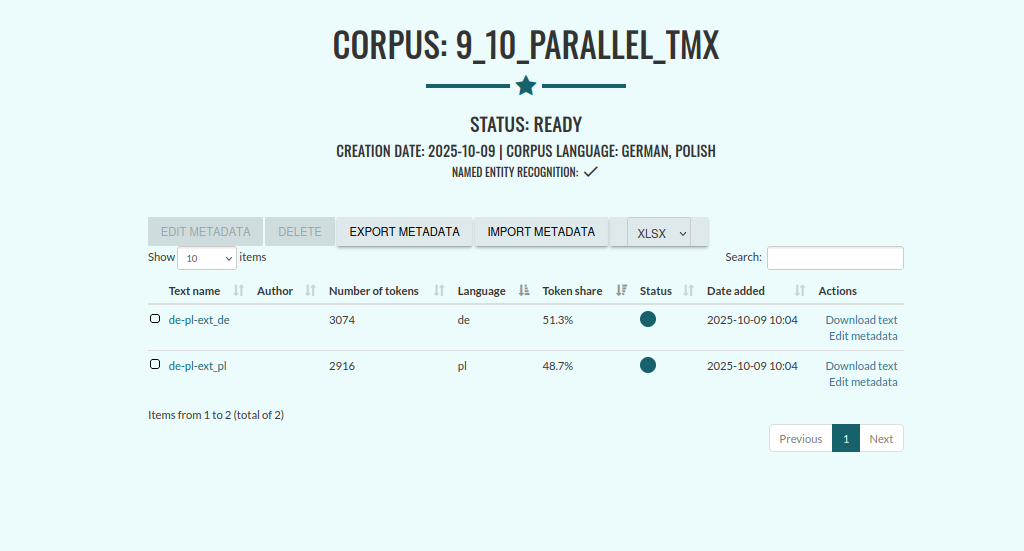 CORPUS: 9_10_PARALLEL_TMX
STATUS: READY
CREATION DATE: 2025-10-09 | CORPUS LANGUAGE: GERMAN, POLISH
NAMED ENTITY RECOGNITION:
EDIT METADATA DELETE EXPORT METADATA IMPORT METADATA XLSX
Show 10 items Search:
Text name Author Number of tokens Language Token share Status Date added Actions
de-pl-ext_de 3074 de 51.3% 2025-10-09 10:04 Download text
Edit metadata
de-pl-ext_pl 2916 pl 48.7% 2025-10-09 10:04 Download text
Edit metadata
Items from 1 to 2 (total of 2)
Previous 1 Next